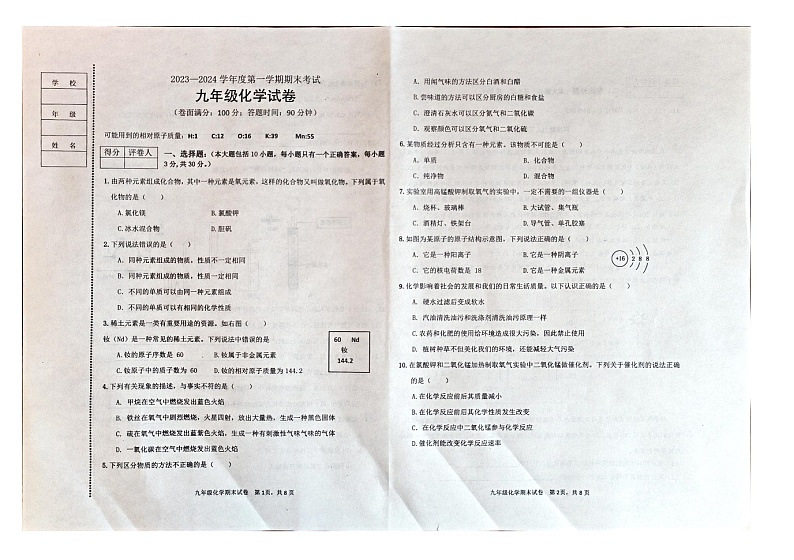 学 校
年 级
姓 名
2023—2024 学年度第一学期期末考试
九年级化学试卷
（卷面满分：100 分；答题时间：90 分钟）
可能用到的相对原子质量：H:1 C:12 O:16 K:39 Mn:55
得分 评卷人
一、选择题：（本大题包括 10 小题，每小题只有一个正确答案，每小题
3 分，共 30 分。）
1.由两种元素组成化合物，其中一种元素是氧元素，这样的化合物又叫做氧化物，下列属于氧
化物的是（ ）
A.氯化镁 B.氯酸钾
C.冰水混合物 D.胆矾
2.下列说法错误的是（ ）
A．同种元素组成的物质，性质不一定相同
B．同种元素组成的物质，性质一定相同
C．不同的单质可以由同一种元素组成
D．不同的单质可以有相同的化学性质
3.稀土元素是一类有重要用途的资源。如右图（ ）
钕（Nd）是一种常见的稀土元素，下列说法中错误的是
A.钕的原子序数是 60 B.钕属于非金属元素
C.钕原子中的质子数为 60 D.钕的相对原子质量为 144.2
60 Nd
钕
144.2
4.下列有关现象的描述，与事实不符的是（ ）
A．甲烷在空气中燃烧发出蓝色火焰
B．铁丝在氧气中剧烈燃烧，火星四射，放出大量热，生成一种黑色固体
C．硫在氧气中燃烧发出蓝紫色火焰，生成一种有刺激性气味气味的气体
D．一氧化碳在空气中燃烧发出蓝色火焰
5.下列区分物质的方法不正确的是（ ）
九年级化学期末试卷 第 1页，共 8 页
A．用闻气味的方法区分白酒和白醋
B.尝味道的方法可以区分厨房的白糖和食盐
C．澄清石灰水可以区分氮气和二氧化碳
D．观察颜色可以区分氧气和二氧化硫
6.某物质经过分析只含有一种元素，该物质不可能是（ ）
A．单质 B．化合物
C．纯净物 D．混合物
7.实验室用高锰酸钾制取氧气的实验中，一定不需要的一组仪器是（ ）
A．烧杯、玻璃棒 B.大试管、集气瓶
C．酒精灯、铁架台 D.导气管、单孔胶塞
8.如图为某原子的原子结构示意图，下列说法正确的是（ ）
A．它是一种阳离子 B．它是一种阴离子
C．它的核电荷数是 18 D．它是一种金属元素
+16 2 8 8
9.化学影响着社会的发展和我们的日常生活质量。以下认识正确的是（ ）
A．硬水过滤后变成软水
B．汽油清洗油污和洗涤剂清洗油污原理一样
C.农药和化肥的使用给环境造成很大污染，因此禁止使用
D．植树种草不但美化我们的环境，还能减轻大气污染
10.在氯酸钾和二氧化锰加热制取氧气实验中二氧化锰做催化剂，下列关于催化剂的说法正确
的是（ ）
A.在化学反应前后其质量减小
B.在化学反应前后其化学性质发生改变
C．在化学反应中二氧化锰参与化学反应
D.催化剂能改变化学反应速率
九年级化学期末试卷 第 2页，共 8 页